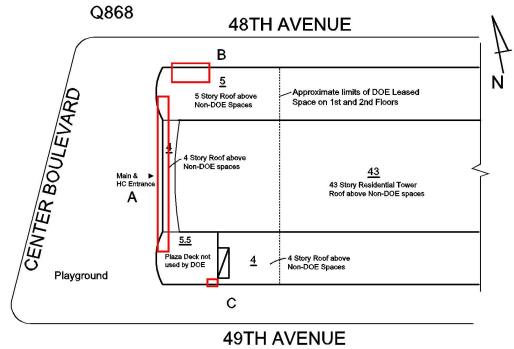 Q868
48TH AVENUE
B
N
5
5 Story Roof above
Non-DOE Spaces
Approximate limits of DOE Leased
Space on 1st and 2nd Floors
CENTER BOULEVARD
4
4 Story Roof above
Non-DOE Spaces
Main &
HC Entrance
A
43
43 Story Residential Tower
Roof above Non-DOE spaces
5.5
Plaza Deck not
used by DOE
4
4 Story Roof above
Non-DOE Spaces
Playground
C
49TH AVENUE